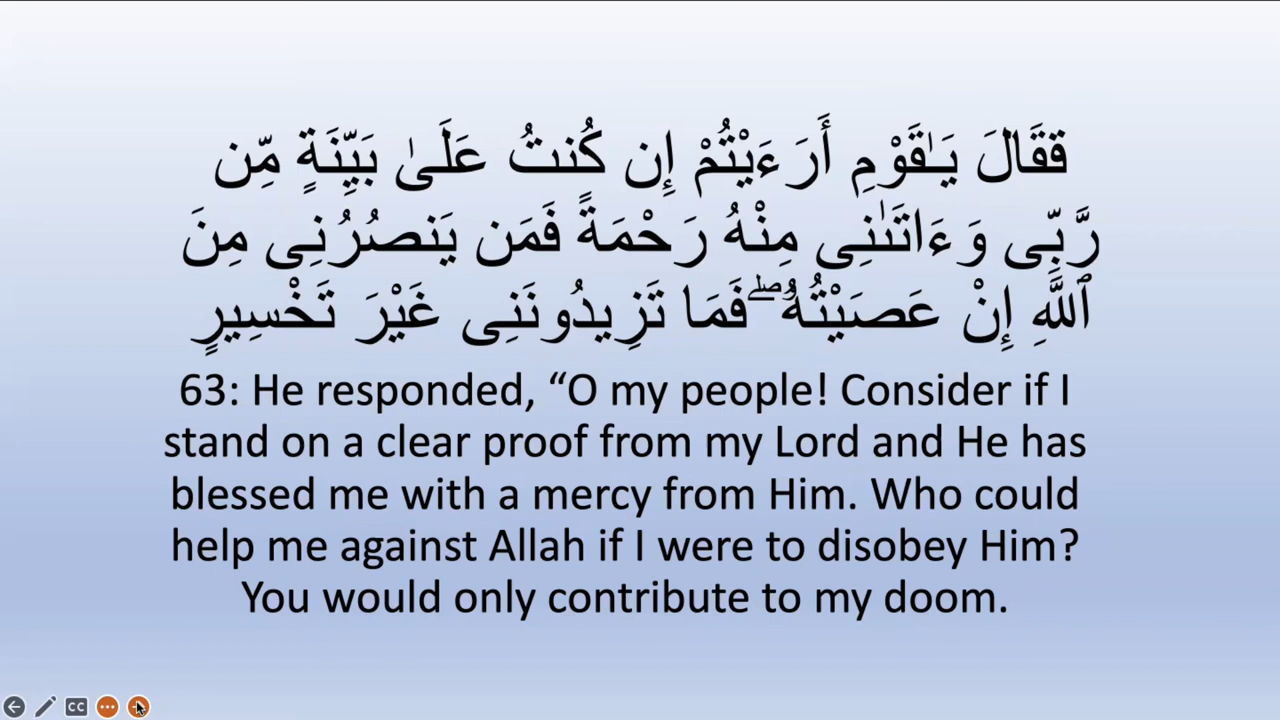 ققَالَ يَـٰقَوْمِ أَرَءَيْتُمْ إِن كُنتُ عَلَىٰ بَيِّنَةٍ مِّن
رَّبِّى وَءَاتَىٰنِى مِنْهُ رَحْمَةً فَمَن يَنصُرُنِى مِنَ
ٱللَّهِ إِنْ عَصَيْتُهُۥ ۖ فَمَا تَزِيدُونَنِى غَيْرَ تَخْسِيرٍ
63: He responded, “O my people! Consider if I
stand on a clear proof from my Lord and He has
blessed me with a mercy from Him. Who could
help me against Allah if I were to disobey Him?
You would only contribute to my doom.
CC